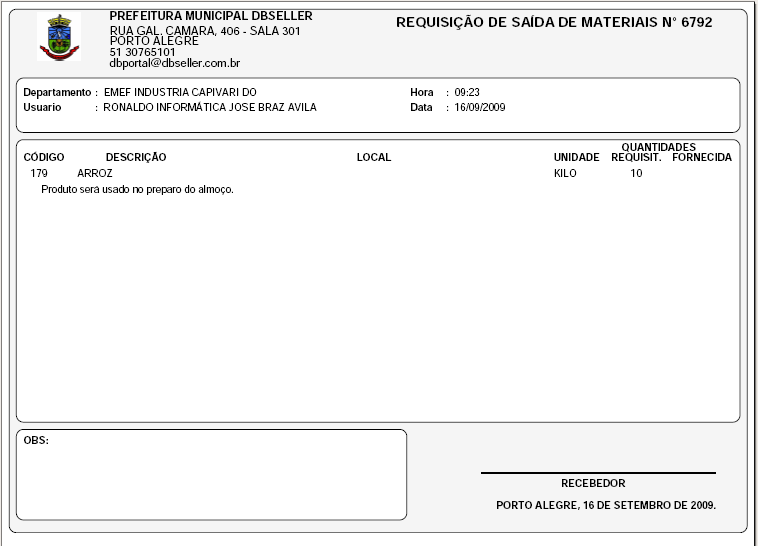 PREFEITURA MUNICIPAL DBSELLER
REQUISIÇÃO DE SAÍDA DE MATERIAIS N° 6792
RUA GAL. CAMARA, 406 - SALA 301
PORTO ALEGRE
51 30765101
dbportal@dbseller.com.br
Departamento : EMEF INDUSTRIA CAPIVARI DO
Hora : 09:23
Usuario : RONALDO INFORMÁTICA JOSE BRAZ AVILA
Data : 16/09/2009
QUANTIDADES
CÓDIGO DESCRIÇÃO LOCAL UNIDADE REQUISIT. FORNECIDA
179 ARROZ KILO 10
Produto será usado no preparo do almoço.
OBS:
RECEBEDOR
PORTO ALEGRE, 16 DE SETEMBRO DE 2009.